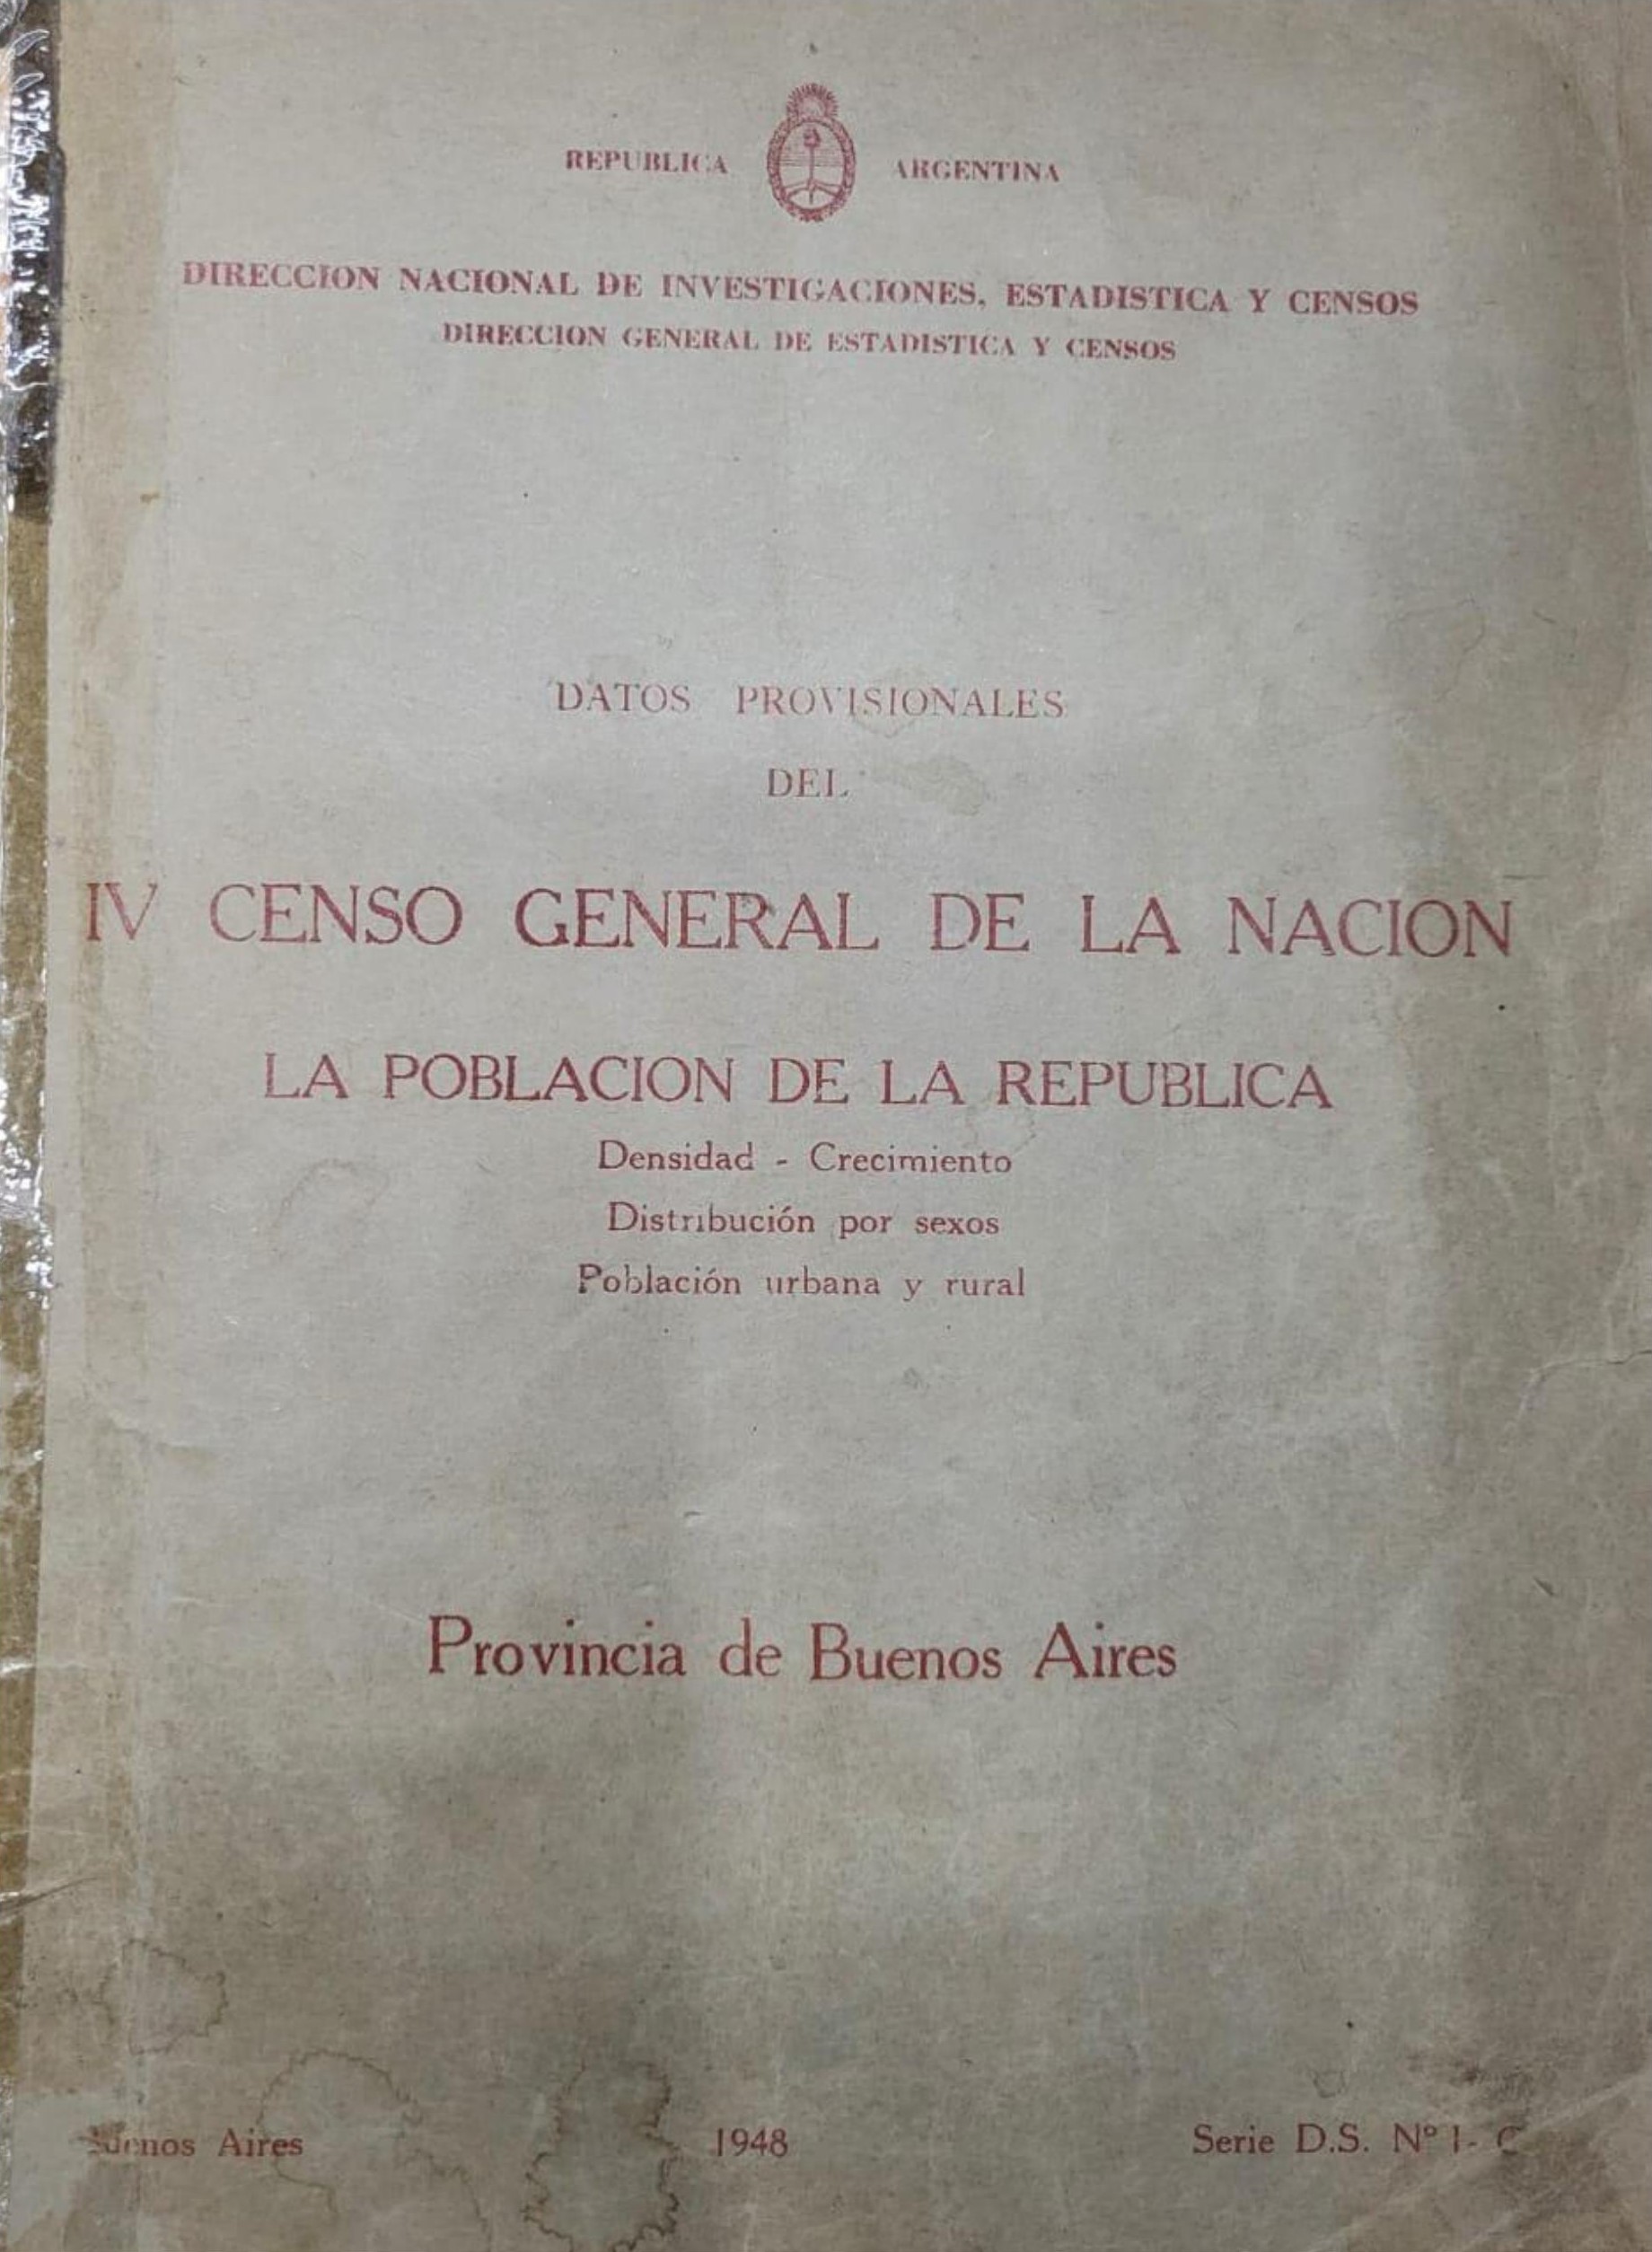 REPUBLICA ARGENTINA
DIRECCION NACIONAL DE INVESTIGACIONES, ESTADISTICA Y CENSOS
DIRECCION GENERAL DE ESTADISTICA Y CENSOS
DATOS PROVISIONALES
DEL
IV CENSO GENERAL DE LA NACION
LA POBLACION DE LA REPUBLICA
Densidad - Crecimiento
Distribución por sexos
Población urbana y rural
Provincia de Buenos Aires
Buenos Aires 1948 Serie D.S. Nº 1-